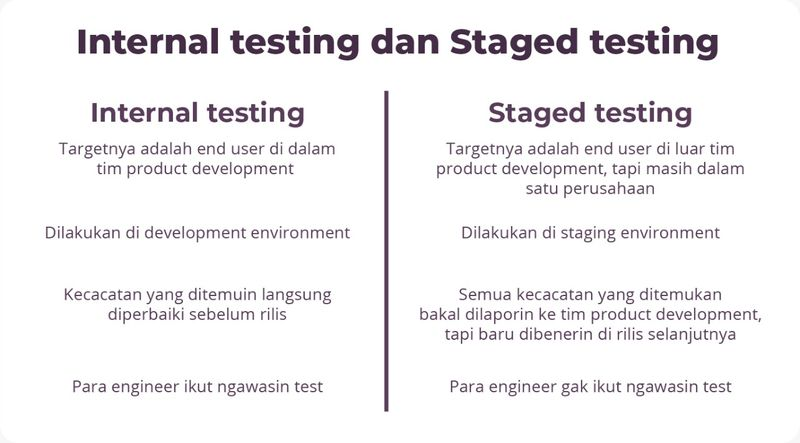 Internal testing dan Staged testing
Internal testing
Targetnya adalah end user di dalam
tim product development
Dilakukan di development environment
Kecacatan yang ditemuin langsung
diperbaiki sebelum rilis
Para engineer ikut ngawasin test
Staged testing
Targetnya adalah end user di luar tim
product development, tapi masih dalam
satu perusahaan
Dilakukan di staging environment
Semua kecacatan yang ditemukan
bakal dilaporin ke tim product development,
tapi baru dibenerin di rilis selanjutnya
Para engineer gak ikut ngawasin test